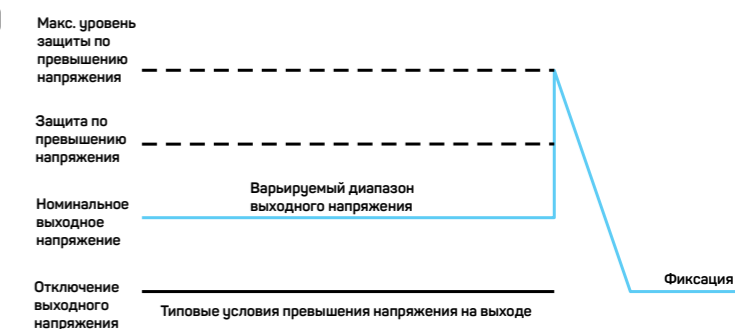 Макс. уровень
защиты по
превышению
напряжения
Защита по
превышению
напряжения
Варьируемый диапазон
выходного напряжения
Номинальное
выходное
напряжение
Фиксация
Отключение
выходного
напряжения
Типовые условия превышения напряжения на выходе